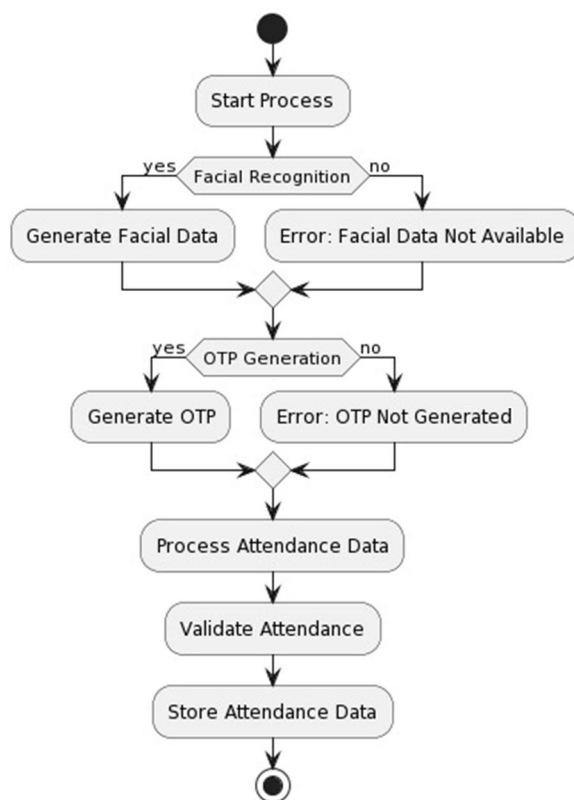 Start Process
yes
Facial Recognition
no
Generate Facial Data
Error: Facial Data Not Available
yes
OTP Generation
no
Generate OTP
Error: OTP Not Generated
Process Attendance Data
Validate Attendance
Store Attendance Data